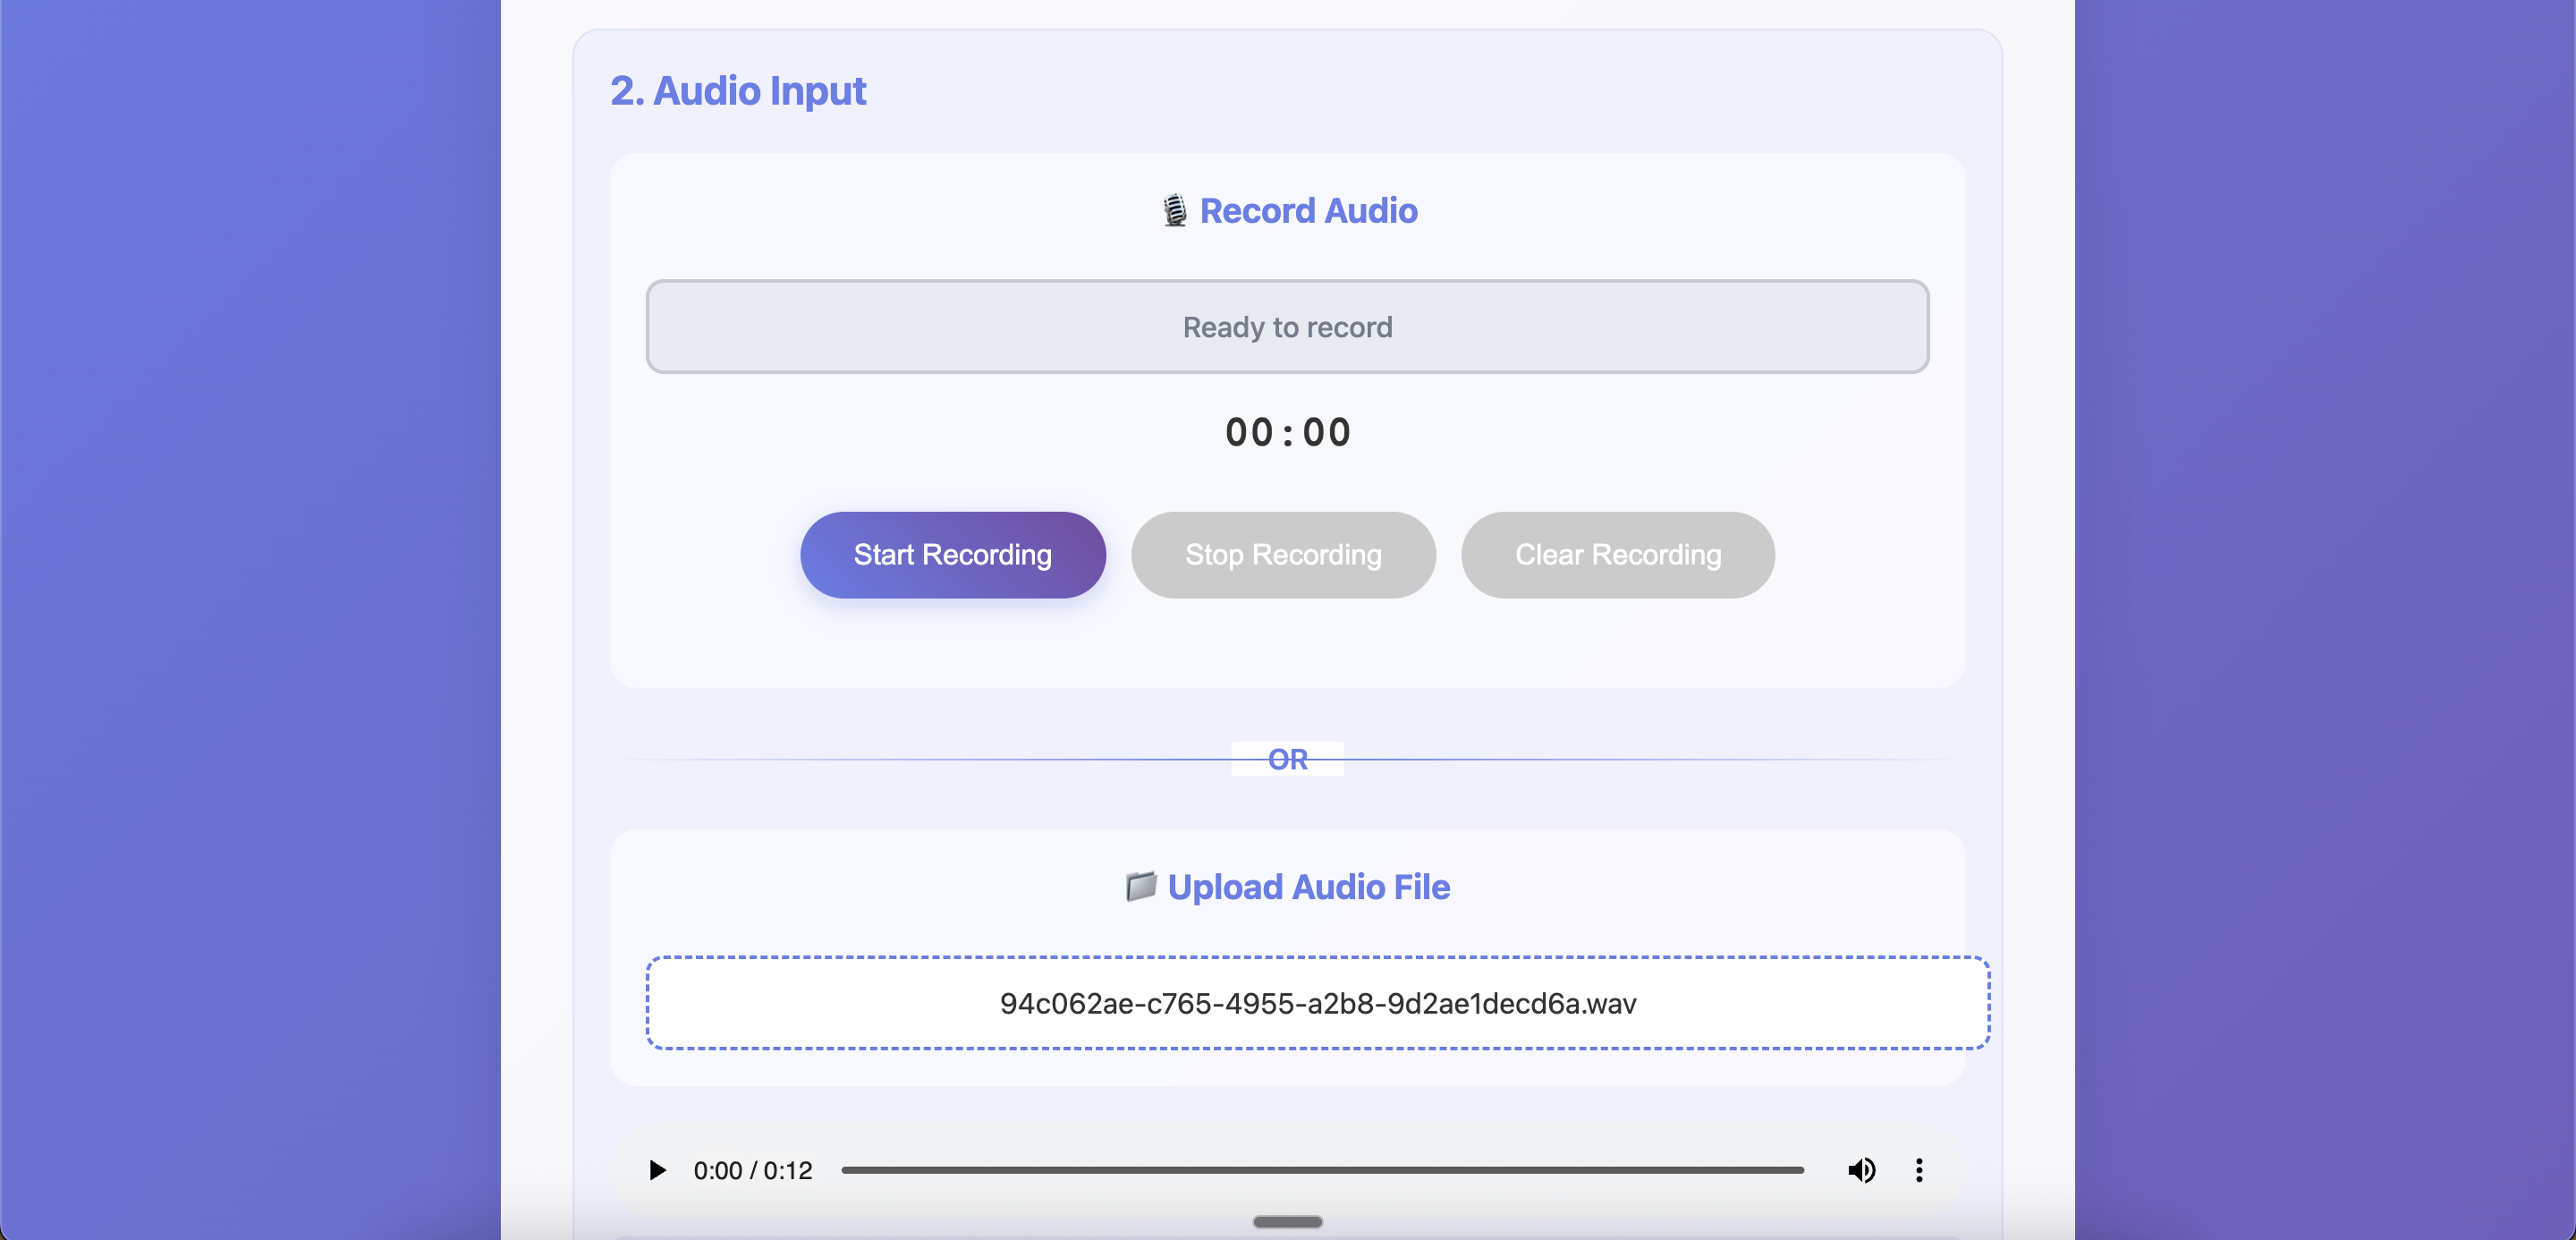 2. Audio Input
Record Audio
Ready to record
00:00
Start Recording
Stop Recording
Clear Recording
OR
Upload Audio File
94c062ae-c765-4955-a2b8-9d2ae1decd6a.wav
0:00 / 0:12